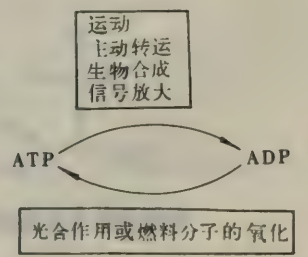 运动
主动转运
生物合成
信号放大
ATP ADP
光合作用或燃料分子的氧化